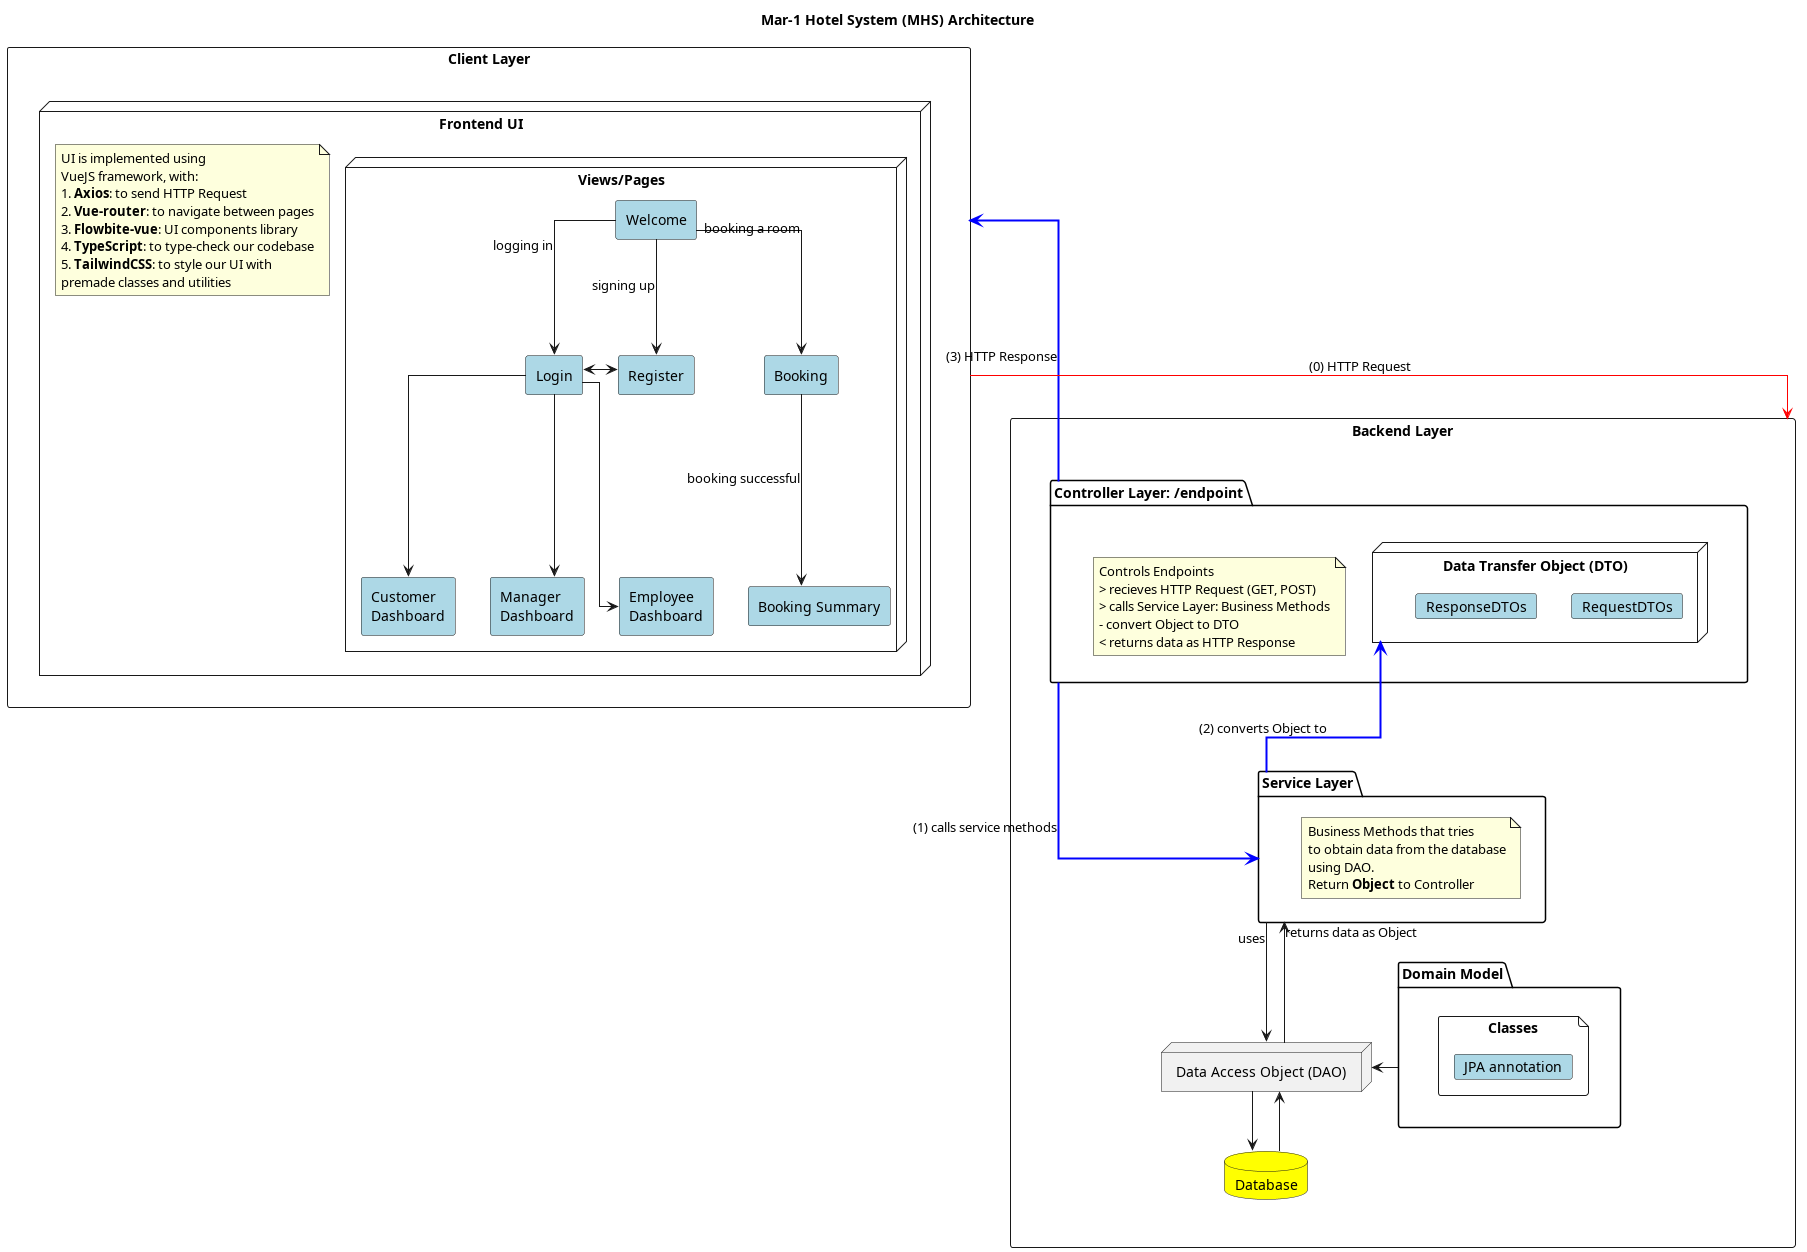 Mar-1 Hotel System (MHS) Architecture
Client Layer
Frontend UI
UI is implemented using
VueJS framework, with:
1. Axios: to send HTTP Request
2. Vue-router: to navigate between pages
3. Flowbite-vue: UI components library
4. TypeScript: to type-check our codebase
5. TailwindCSS: to style our UI with
premade classes and utilities
Views/Pages
Welcome
logging in
signing up
booking a room
Login
Register
Booking
booking successful
Customer
Dashboard
Manager
Dashboard
Employee
Dashboard
Booking Summary
(3) HTTP Response
(0) HTTP Request
Backend Layer
Controller Layer: /endpoint
Controls Endpoints
> recieves HTTP Request (GET, POST)
> calls Service Layer: Business Methods
- convert Object to DTO
< returns data as HTTP Response
Data Transfer Object (DTO)
ResponseDTOs
RequestDTOs
(2) converts Object to
(1) calls service methods
Service Layer
Business Methods that tries
to obtain data from the database
using DAO.
Return Object to Controller
uses
returns data as Object
Domain Model
Classes
JPA annotation
Data Access Object (DAO)
Database